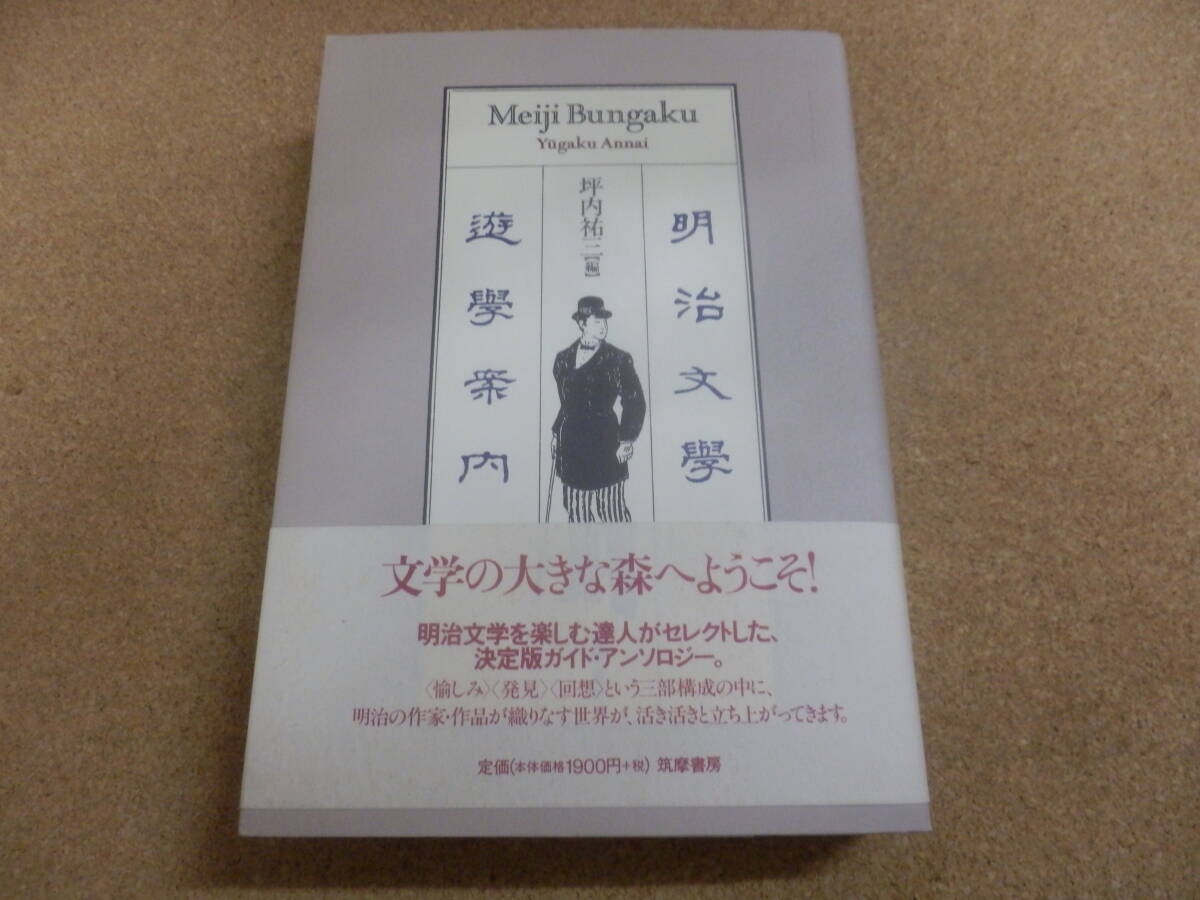 Meiji Bungaku
Yūgaku Annai
明治文學
坪内祐三【編】
遊學案内
文学の大きな森へようこそ!
明治文学を楽しむ達人がセレクトした、
決定版ガイド・アンソロジー。
〈愉しみ〉〈発見〉〈回想〉という三部構成の中に、
明治の作家・作品が織りなす世界が、活き活きと立ち上がってきます。
定価(本体価格1900円+税) 筑摩書房